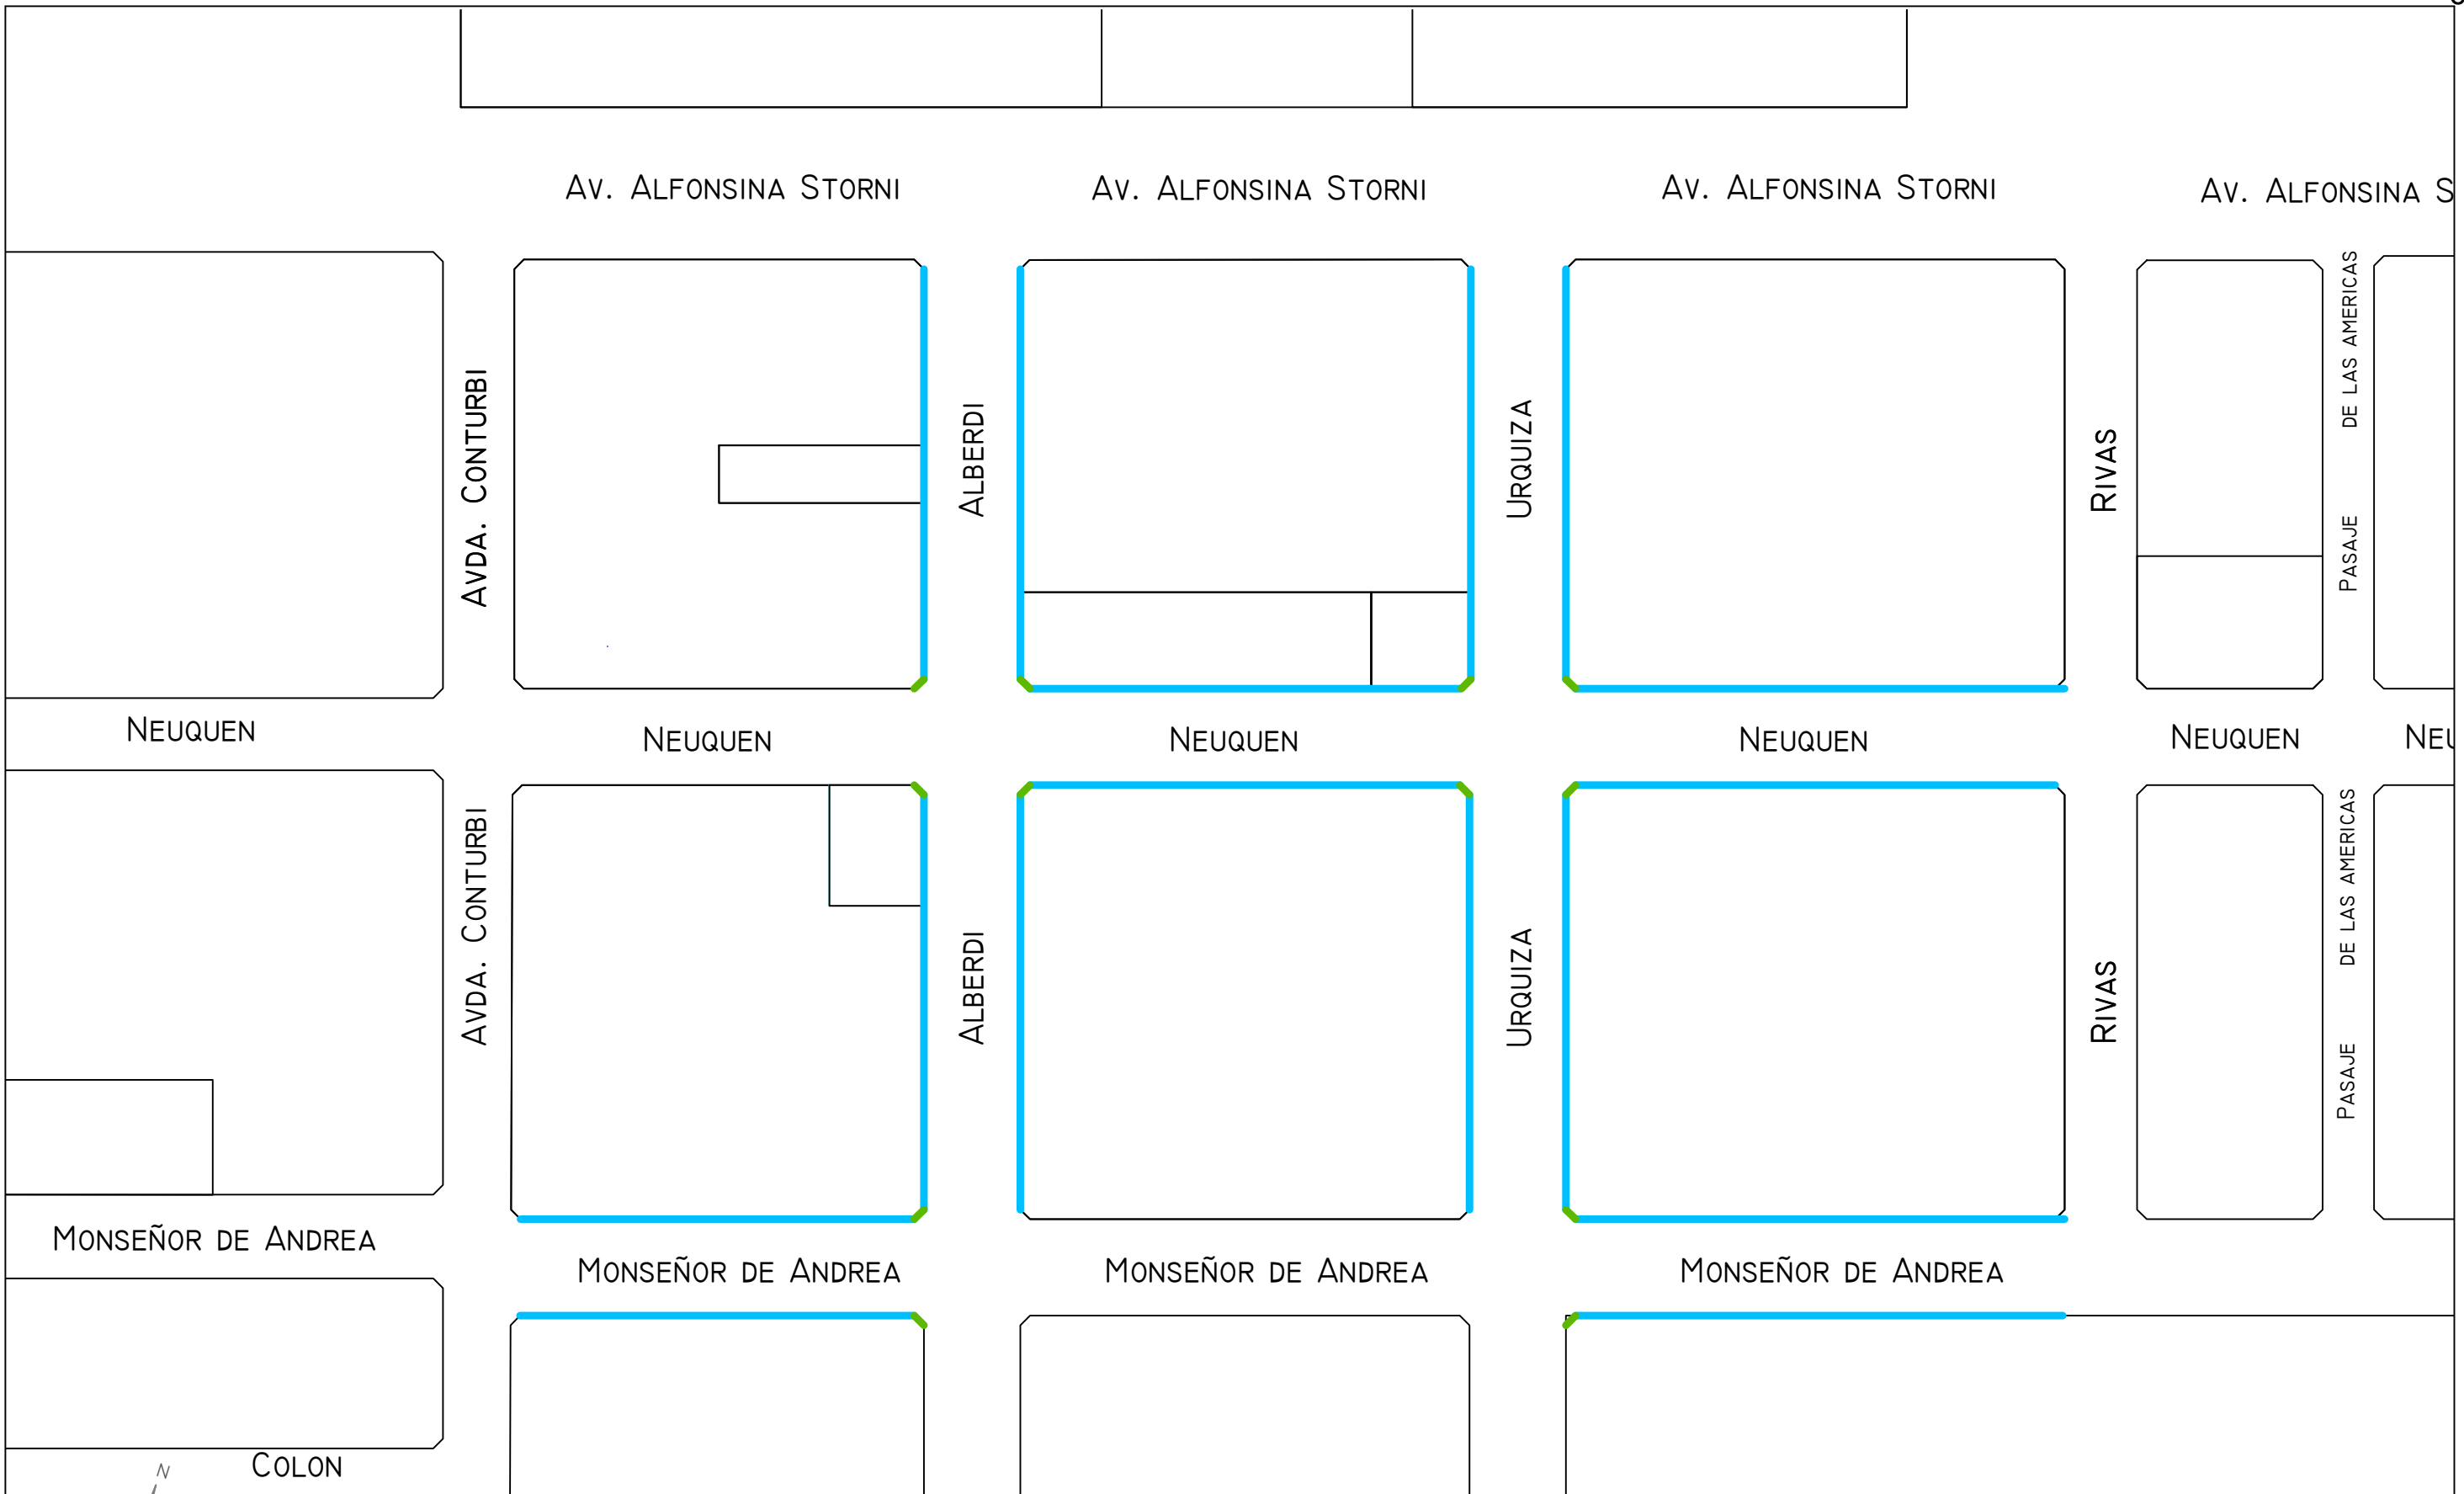 Av. Alfonsina Storni
Av. Alfonsina Storni
Av. Alfonsina Storni
Av. Alfonsina S
Avda. Conturbi
Alberdi
Urquiza
Rivas
Pasaje de las Americas
Neuquen
Neuquen
Neuquen
Neuquen
Neuquen
Neu
Avda. Conturbi
Alberdi
Urquiza
Rivas
Pasaje de las Americas
Monseñor de Andrea
Monseñor de Andrea
Monseñor de Andrea
Monseñor de Andrea
Colon
N